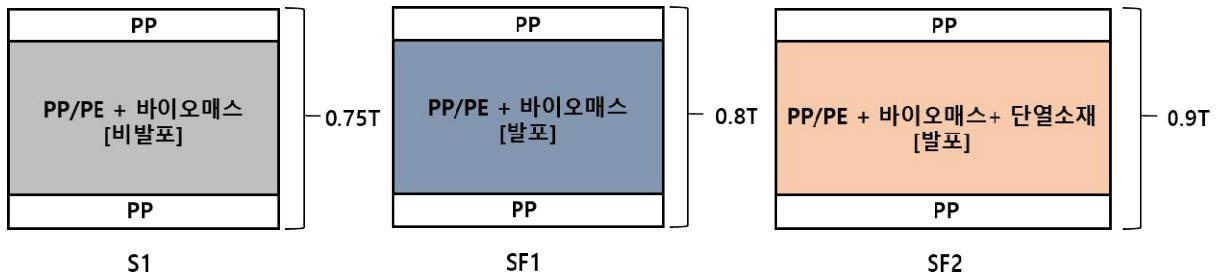 PP
PP/PE + 바이오매스
[비발포]
PP
0.75T
S1
PP
PP/PE + 바이오매스
[발포]
PP
0.8T
SF1
PP
PP/PE + 바이오매스+ 단열소재
[발포]
PP
0.9T
SF2